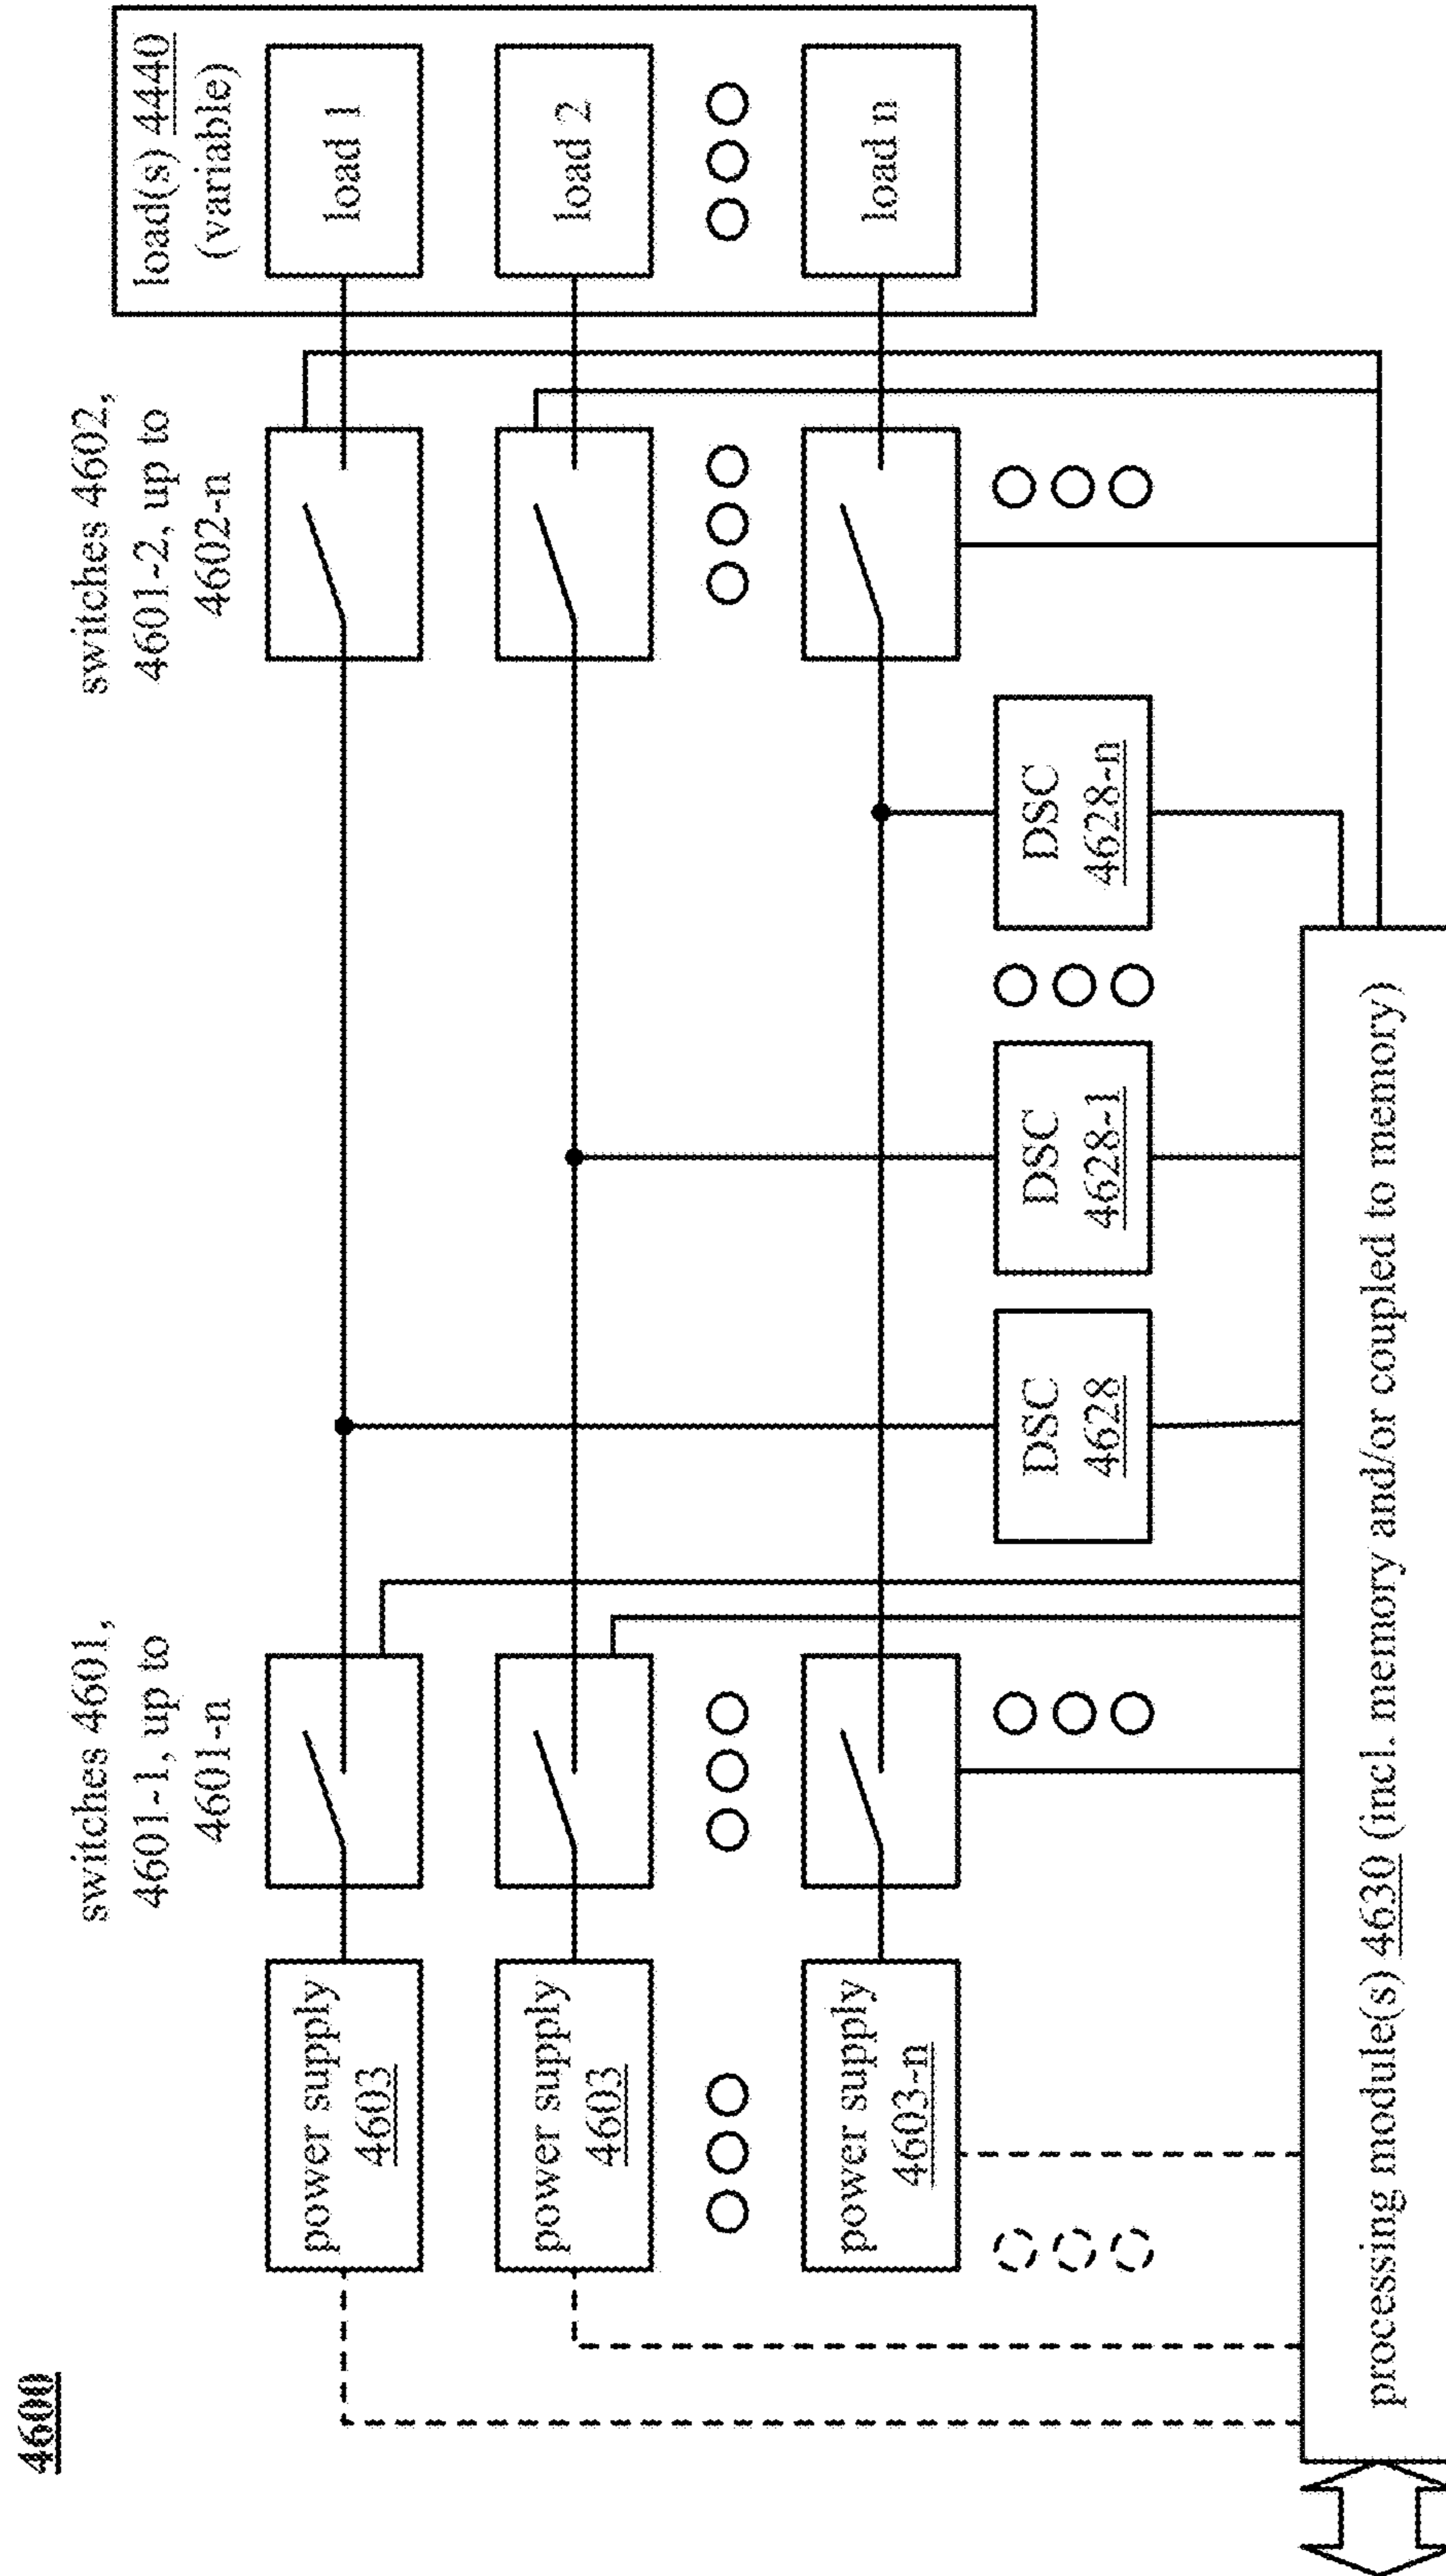 4600
switches 4601,
4601-1, up to
4601-n
switches 4602,
4601-2, up to
4602-n
load(s) 4440
(variable)
power supply
4603
load 1
power supply
4603
load 2
power supply
4603-n
load n
DSC
4628
DSC
4628-1
DSC
4628-n
processing module(s) 4630 (incl. memory and/or coupled to memory)